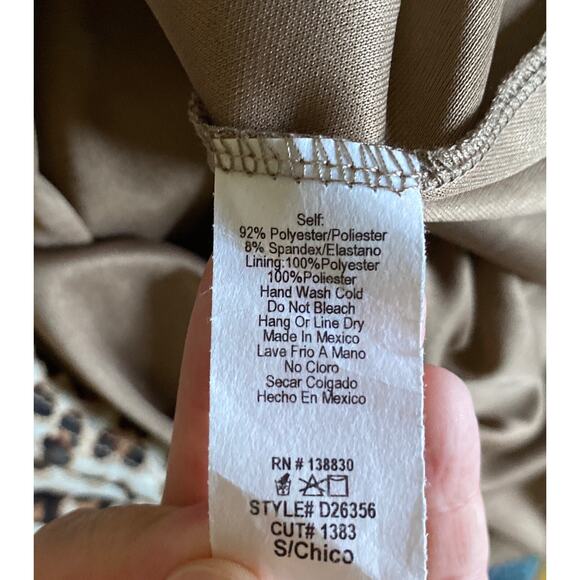 Self:
92% Polyester/Poliester
8% Spandex/Elastano
Lining:100%Polyester
100%Poliester
Hand Wash Cold
Do Not Bleach
Hang Or Line Dry
Made In Mexico
Lave Frio A Mano
No Cloro
Secar Colgado
Hecho En Mexico
RN # 138830
STYLE# D26356
CUT# 1383
S/Chico